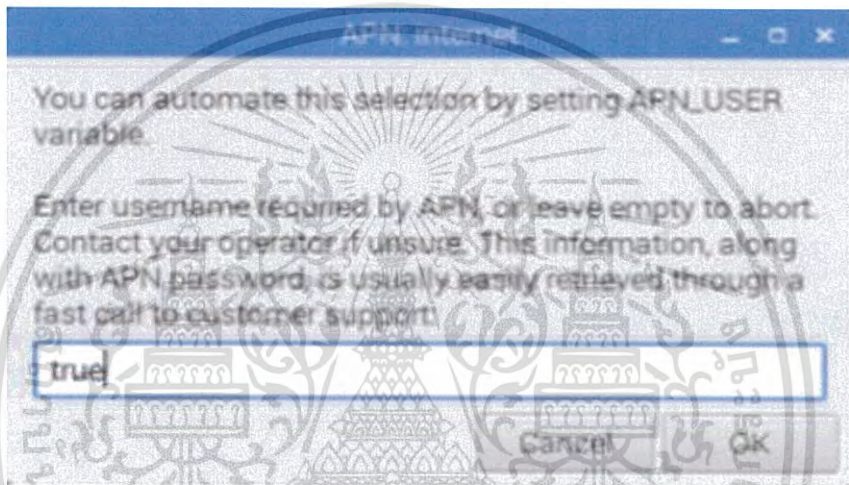 APN: internet
You can automate this selection by setting APN_USER
variable.
Enter username required by APN, or leave empty to abort.
Contact your operator if unsure. This information, along
with APN password, is usually easily retrieved through a
fast call to customer support!
true
Cancel OK